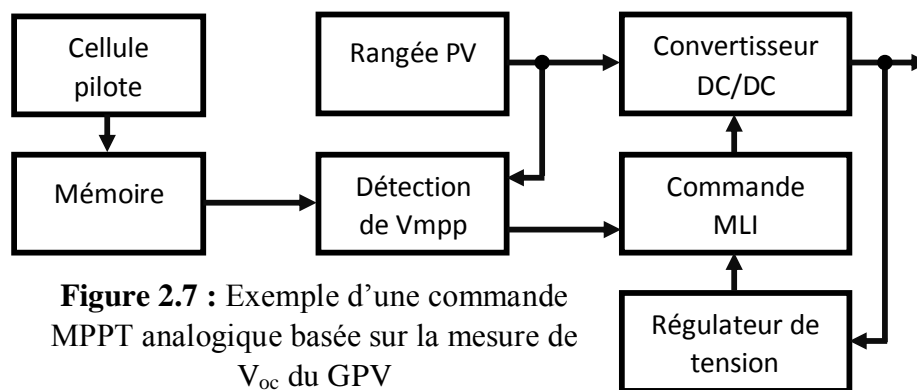 Cellule
pilote
Rangée PV
Convertisseur
DC/DC
Mémoire
Détection
de Vmpp
Commande
MLI
Régulateur de
tension
Figure 2.7 : Exemple d’une commande
MPPT analogique basée sur la mesure de
Voc du GPV